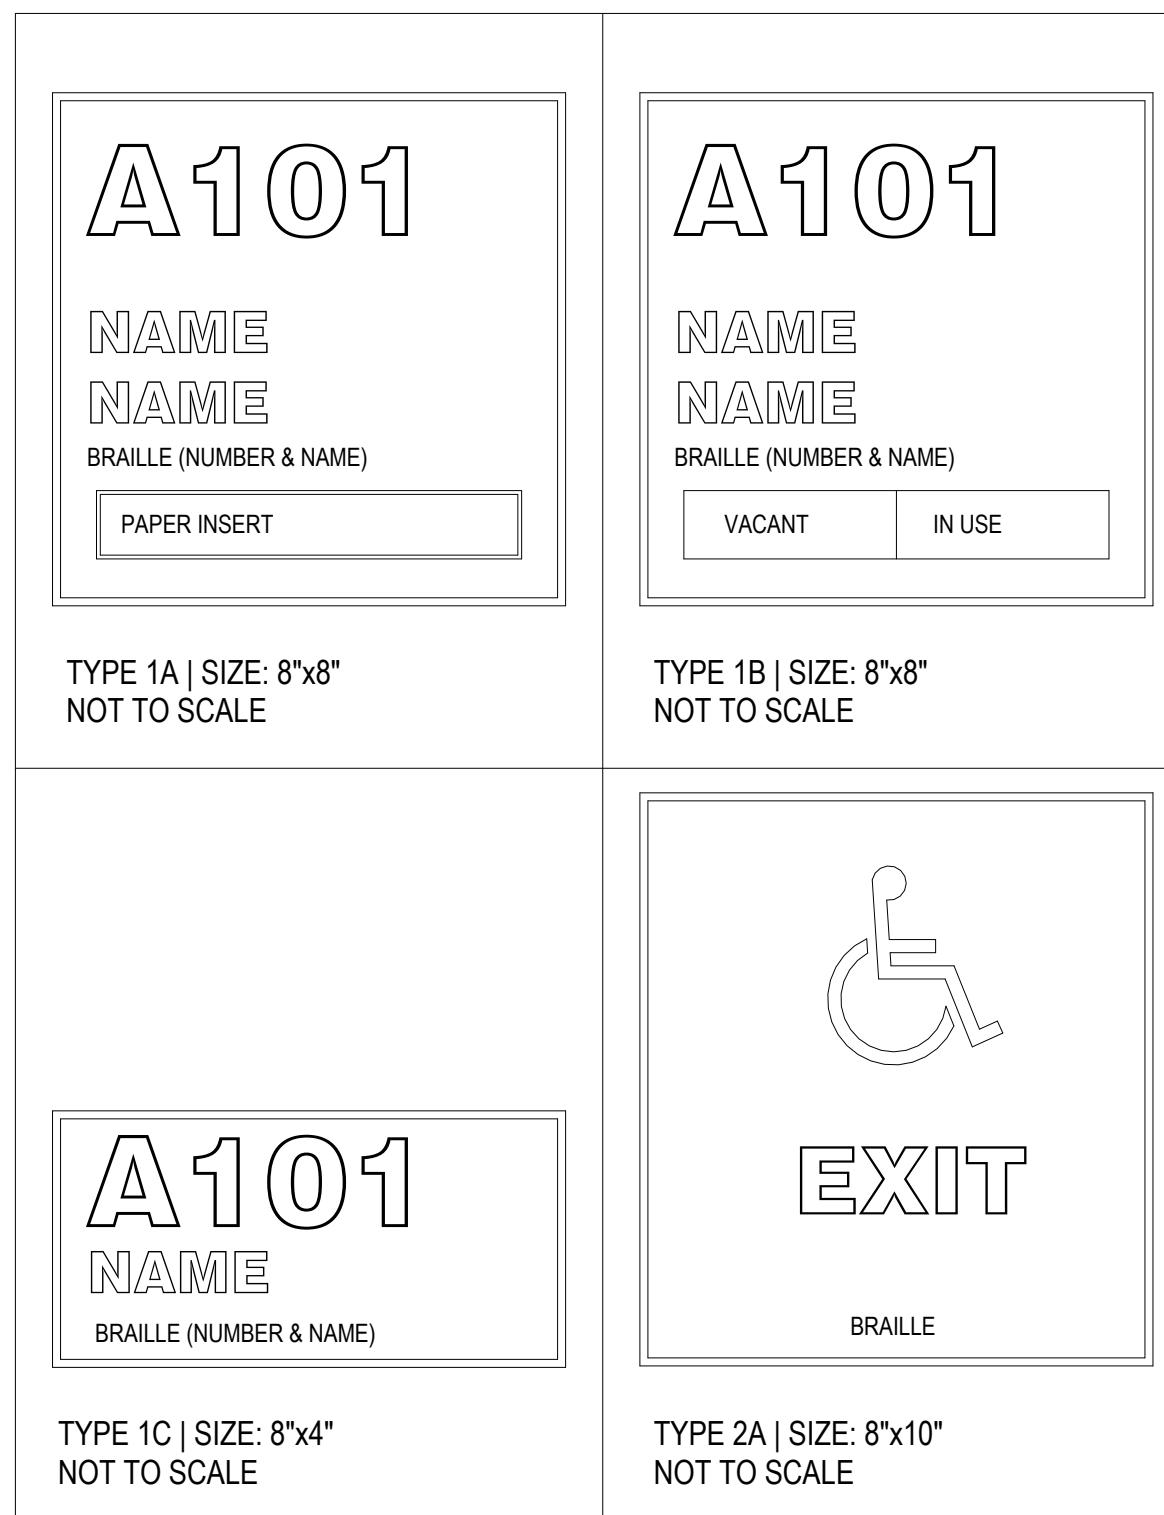 A101
NAME
NAME
BRAILLE (NUMBER & NAME)
PAPER INSERT
TYPE 1A | SIZE: 8"x8"
NOT TO SCALE
A101
NAME
NAME
BRAILLE (NUMBER & NAME)
VACANT IN USE
TYPE 1B | SIZE: 8"x8"
NOT TO SCALE
A101
NAME
BRAILLE (NUMBER & NAME)
TYPE 1C | SIZE: 8"x4"
NOT TO SCALE
EXIT
BRAILLE
TYPE 2A | SIZE: 8"x10"
NOT TO SCALE